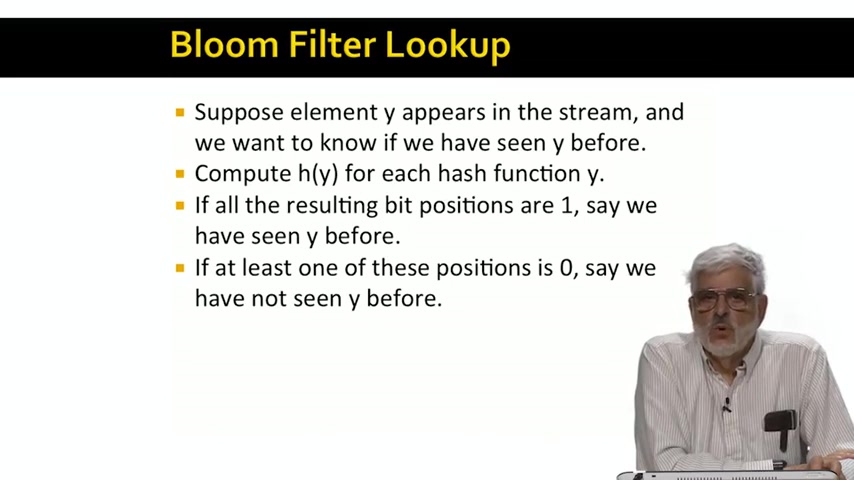 Bloom Filter Lookup
Suppose element y appears in the stream, and
we want to know if we have seen y before.
Compute h(y) for each hash function y.
If all the resulting bit positions are 1, say we
have seen y before.
If at least one of these positions is 0, say we
have not seen y before.